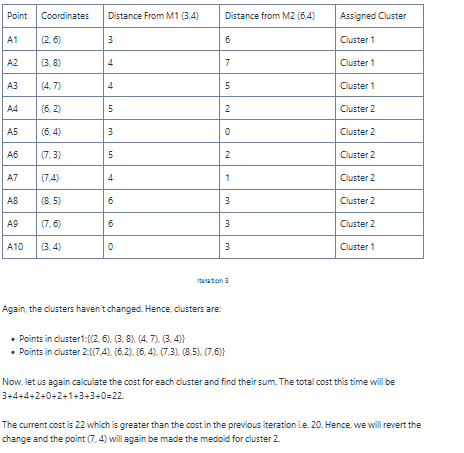 Point Coordinates Distance From M1 (3,4) Distance from M2 (6,4) Assigned Cluster
A1 (2, 6) 3 6 Cluster 1
A2 (3, 8) 4 7 Cluster 1
A3 (4, 7) 4 5 Cluster 1
A4 (6, 2) 5 2 Cluster 2
A5 (6, 4) 3 0 Cluster 2
A6 (7, 3) 5 2 Cluster 2
A7 (7,4) 4 1 Cluster 2
A8 (8, 5) 6 3 Cluster 2
A9 (7, 6) 6 3 Cluster 2
A10 (3, 4) 0 3 Cluster 1
Iteration 3
Again, the clusters haven't changed. Hence, clusters are:
• Points in cluster1:{(2, 6), (3, 8), (4, 7), (3, 4)}
• Points in cluster 2:{(7,4), (6,2), (6, 4), (7,3), (8,5), (7,6)}
Now, let us again calculate the cost for each cluster and find their sum. The total cost this time will be
3+4+4+2+0+2+1+3+3+0=22.
The current cost is 22 which is greater than the cost in the previous iteration i.e. 20. Hence, we will revert the
change and the point (7, 4) will again be made the medoid for cluster 2.